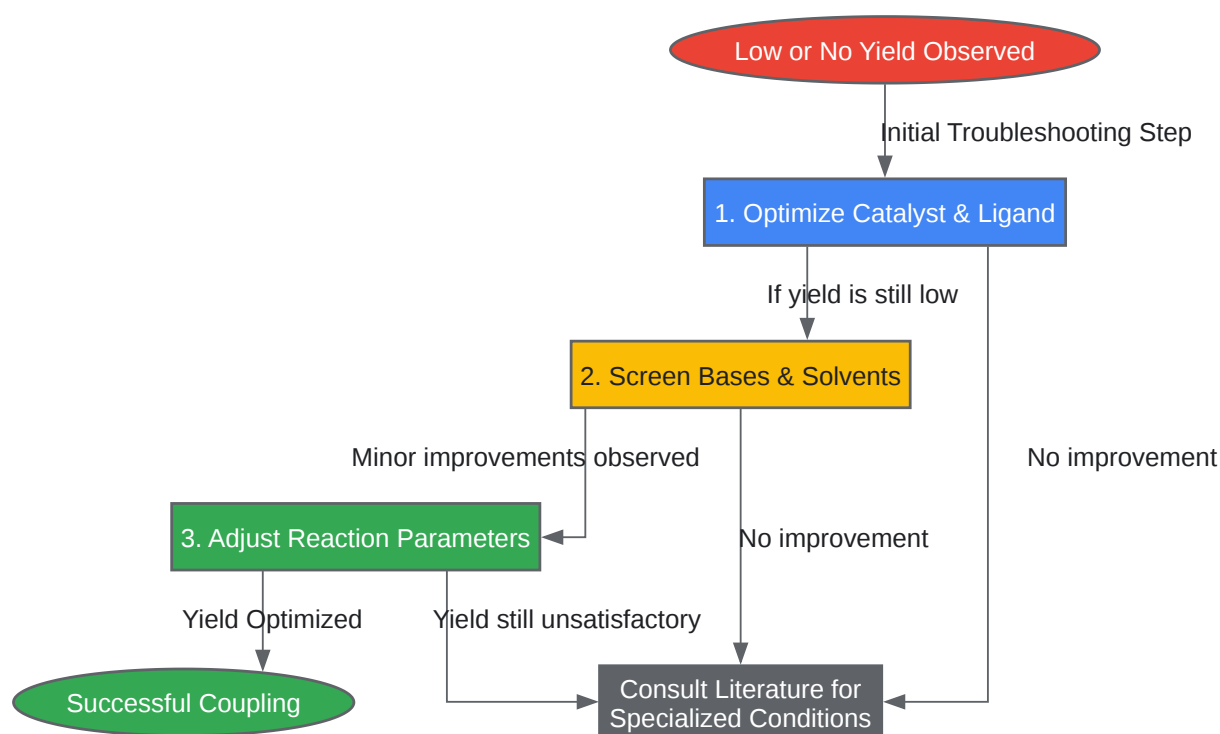 Low or No Yield Observed
Initial Troubleshooting Step
1. Optimize Catalyst & Ligand
If yield is still low
2. Screen Bases & Solvents
Minor improvements observed
No improvement
3. Adjust Reaction Parameters
No improvement
Yield Optimized
Yield still unsatisfactory
Successful Coupling
Consult Literature for
Specialized Conditions